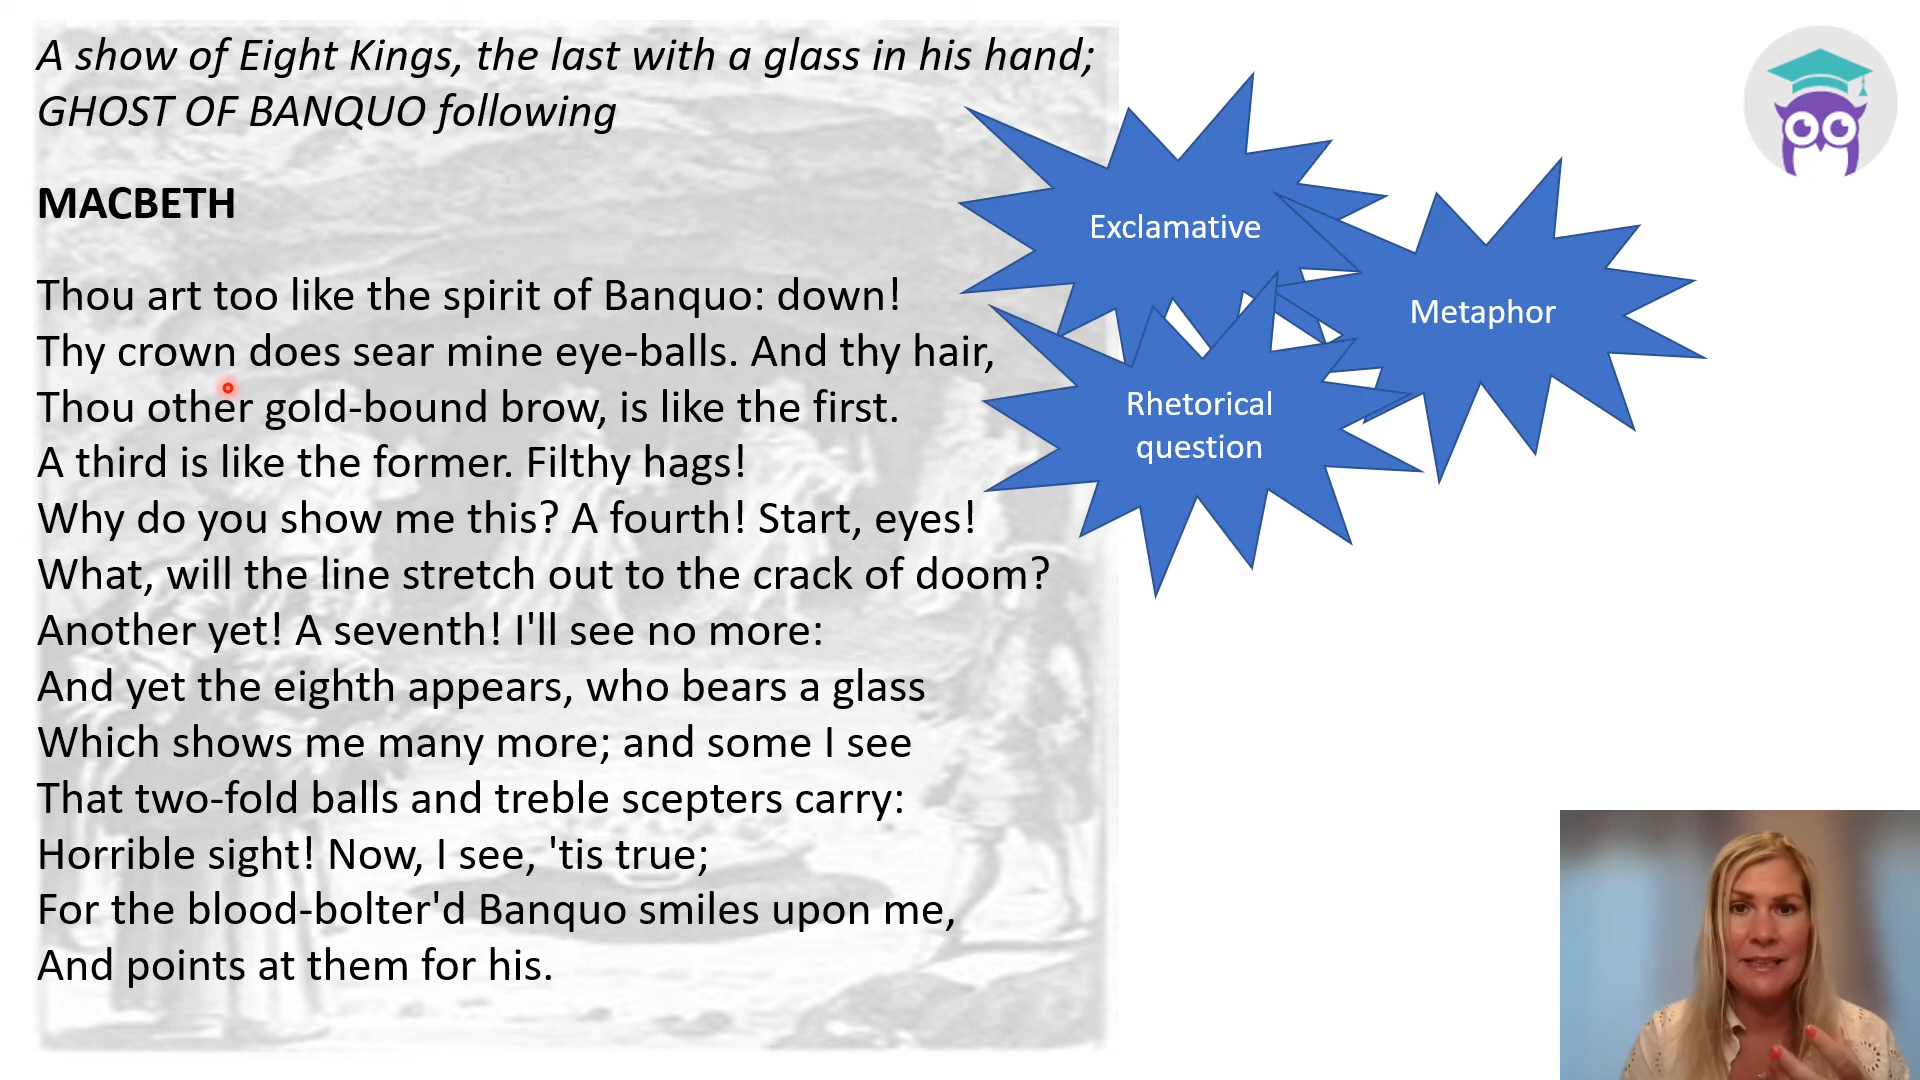 A show of Eight Kings, the last with a glass in his hand;
GHOST OF BANQUO following
MACBETH
Thou art too like the spirit of Banquo: down!
Thy crown does sear mine eye-balls. And thy hair,
Thou other gold-bound brow, is like the first.
A third is like the former. Filthy hags!
Why do you show me this? A fourth! Start, eyes!
What, will the line stretch out to the crack of doom?
Another yet! A seventh! I'll see no more:
And yet the eighth appears, who bears a glass
Which shows me many more; and some I see
That two-fold balls and treble scepters carry:
Horrible sight! Now, I see, 'tis true;
For the blood-bolter'd Banquo smiles upon me,
And points at them for his.
Exclamative
Metaphor
Rhetorical
question